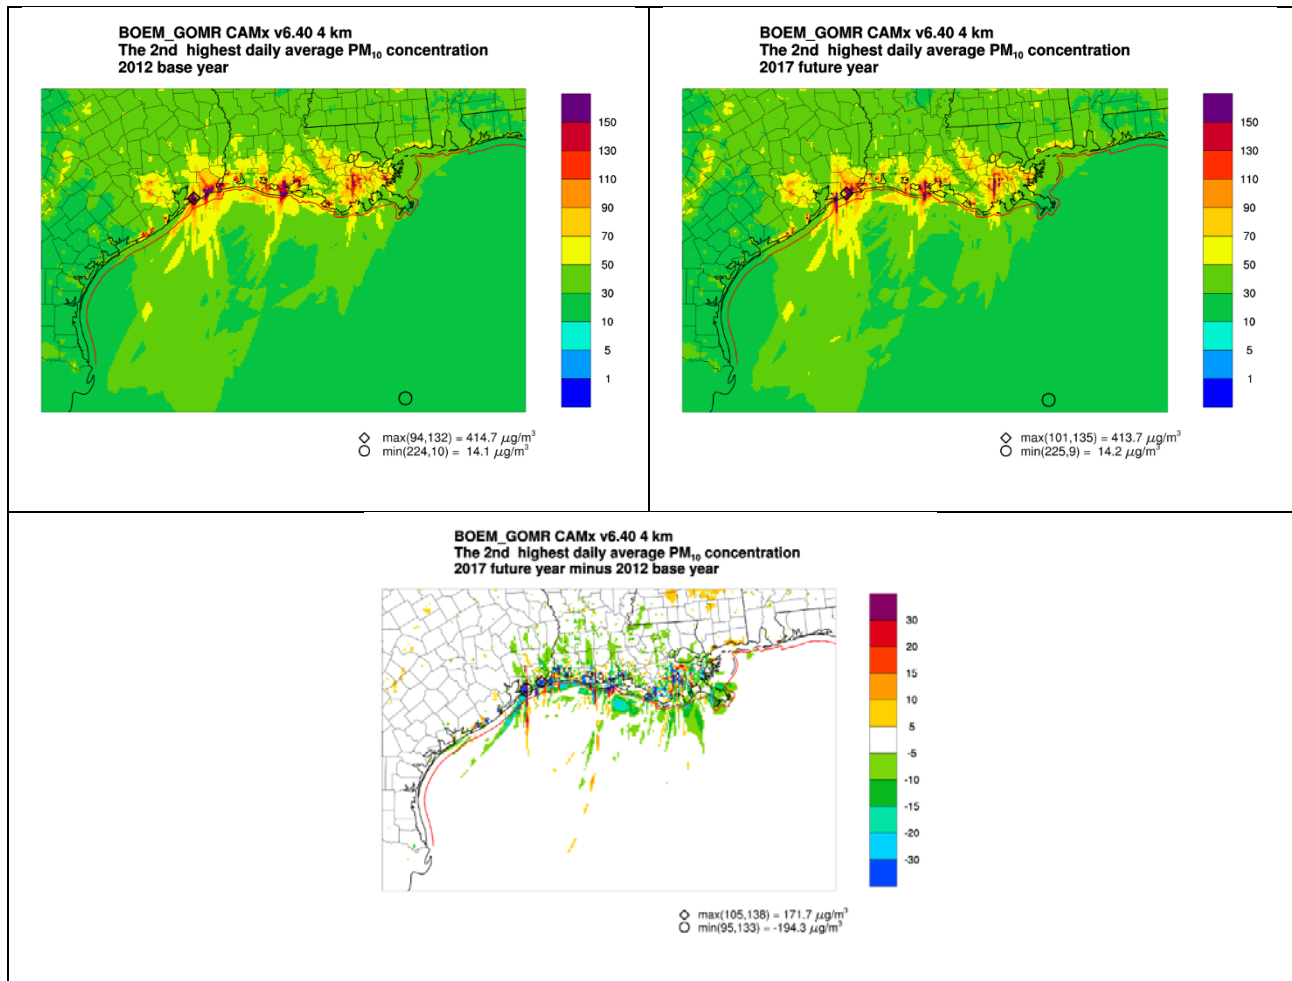 BOEM_GOMR CAMx v6.40 4 km
The 2nd highest daily average PM₁₀ concentration
2012 base year
150
130
110
90
70
50
30
10
5
1
max(94,132) = 414.7 μg/m³
min(224,10) = 14.1 μg/m³
BOEM_GOMR CAMx v6.40 4 km
The 2nd highest daily average PM₁₀ concentration
2017 future year
150
130
110
90
70
50
30
10
5
1
max(101,135) = 413.7 μg/m³
min(225,9) = 14.2 μg/m³
BOEM_GOMR CAMx v6.40 4 km
The 2nd highest daily average PM₁₀ concentration
2017 future year minus 2012 base year
30
20
15
10
5
-5
-10
-15
-20
-30
max(105,138) = 171.7 μg/m³
min(95,133) = -194.3 μg/m³